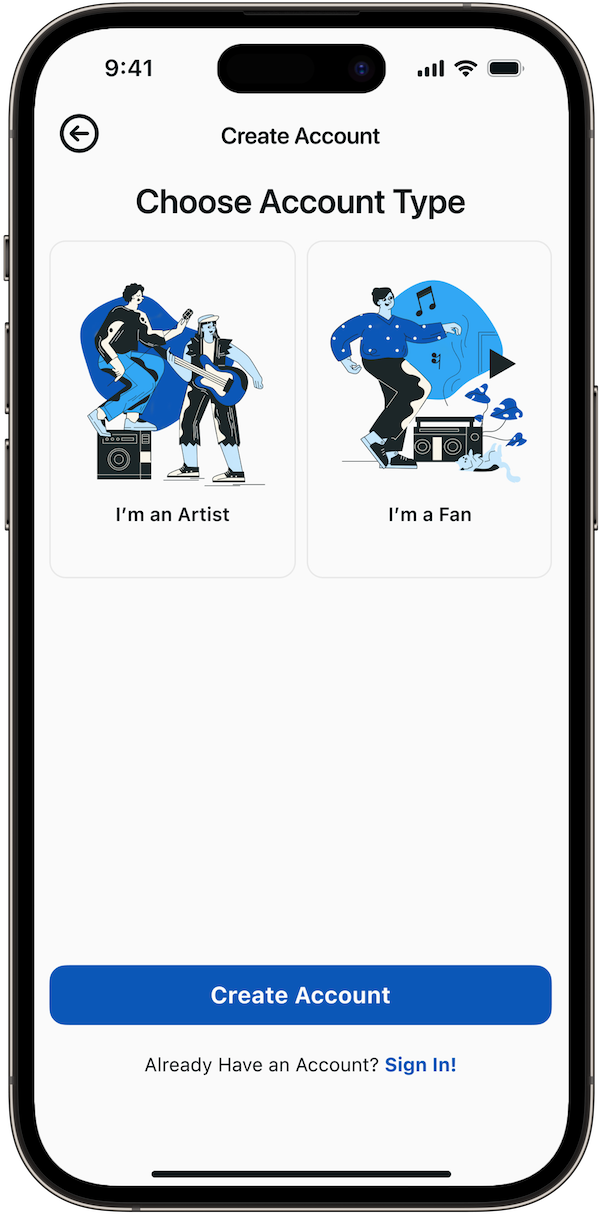 9:41
Create Account
Choose Account Type
I’m an Artist
I’m a Fan
Create Account
Already Have an Account? Sign In!